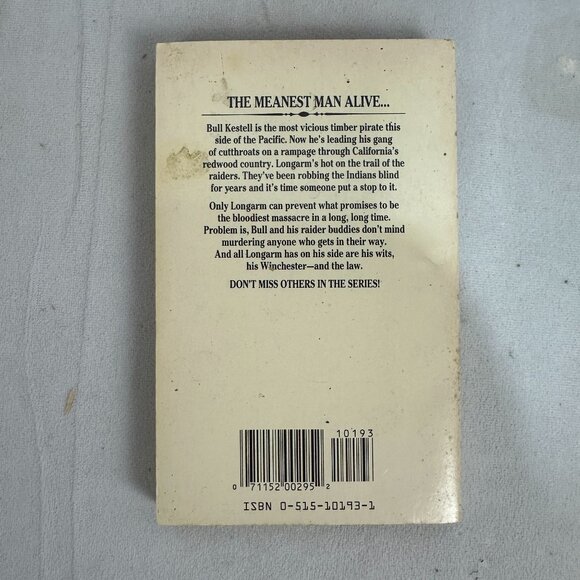 THE MEANEST MAN ALIVE...
Bull Kestell is the most vicious timber pirate this
side of the Pacific. Now he's leading his gang
of cutthroats on a rampage through California's
redwood country. Longarm's hot on the trail of the
raiders. They've been robbing the Indians blind
for years and it's time someone put a stop to it.
Only Longarm can prevent what promises to be
the bloodiest massacre in a long, long time.
Problem is, Bull and his raider buddies don't mind
murdering anyone who gets in their way.
And all Longarm has on his side are his wits,
his Winchester—and the law.
DON'T MISS OTHERS IN THE SERIES!
10193
0 71152 00295 2
ISBN 0-515-10193-1